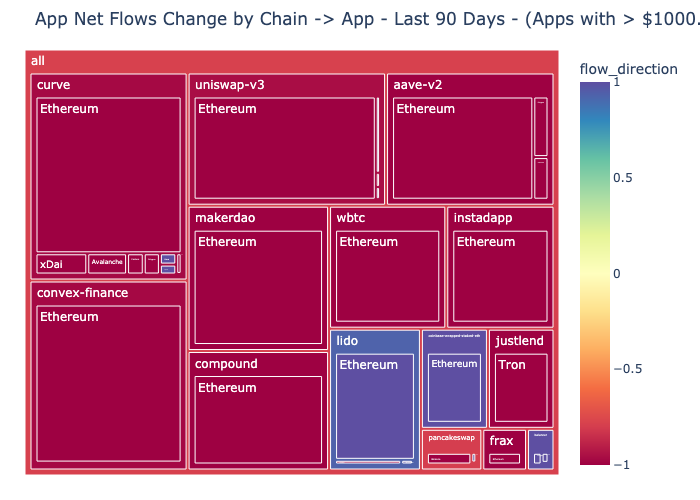 App Net Flows Change by Chain -> App - Last 90 Days - (Apps with > $1000.
all
curve
Ethereum
xDai
Avalanche
convex-finance
Ethereum
uniswap-v3
Ethereum
aave-v2
Ethereum
makerdao
Ethereum
compound
Ethereum
wbtc
Ethereum
instadapp
Ethereum
lido
Ethereum
Ethereum
justlend
Tron
pancakeswap
frax
flow_direction
1
0.5
0
−0.5
−1